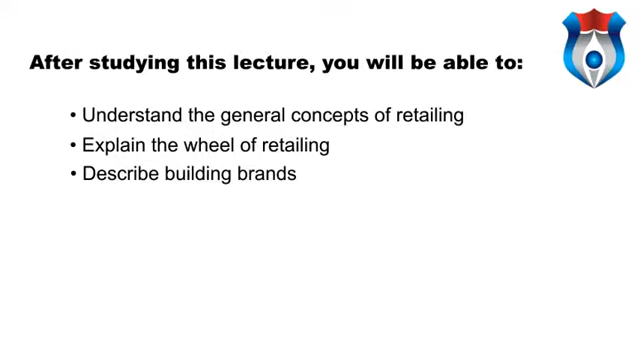 After studying this lecture, you will be able to:
• Understand the general concepts of retailing
• Explain the wheel of retailing
• Describe building brands